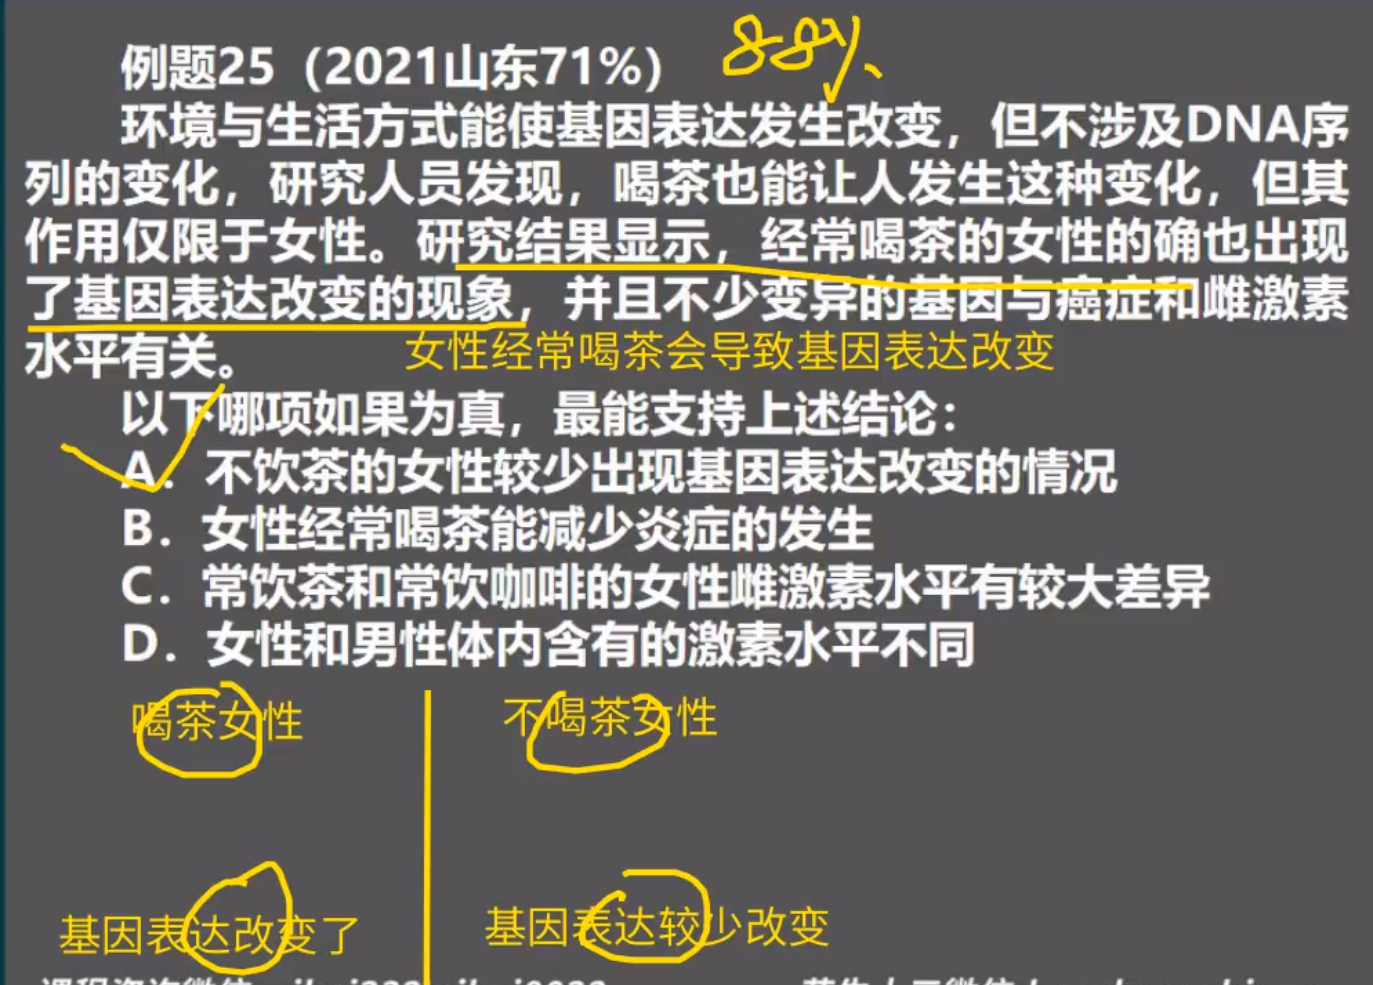 例题25（2021山东71%） 88%
环境与生活方式能使基因表达发生改变，但不涉及DNA序
列的变化，研究人员发现，喝茶也能让人发生这种变化，但其
作用仅限于女性。研究结果显示，经常喝茶的女性的确也出现
了基因表达改变的现象，并且不少变异的基因与癌症和雌激素
水平有关。 女性经常喝茶会导致基因表达改变
以下哪项如果为真，最能支持上述结论：
A．不饮茶的女性较少出现基因表达改变的情况
B．女性经常喝茶能减少炎症的发生
C．常饮茶和常饮咖啡的女性雌激素水平有较大差异
D．女性和男性体内含有的激素水平不同
喝茶女性 不喝茶女性
基因表达改变了 基因表达较少改变